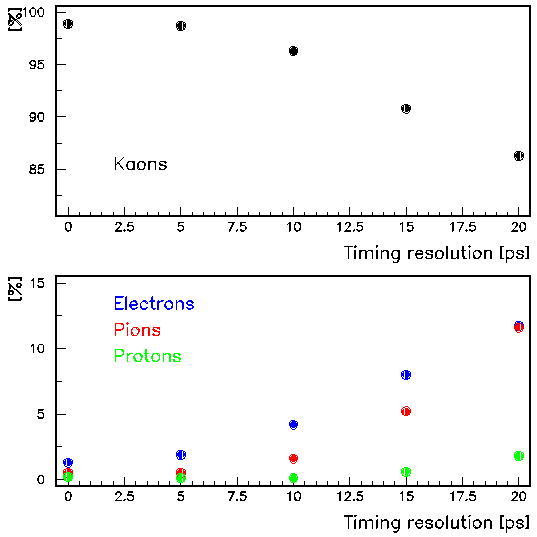 [%]
100
95
90
85
Kaons
0 2.5 5 7.5 10 12.5 15 17.5 20
Timing resolution [ps]
[%]
15
10
5
0
Electrons
Pions
Protons
0 2.5 5 7.5 10 12.5 15 17.5 20
Timing resolution [ps]